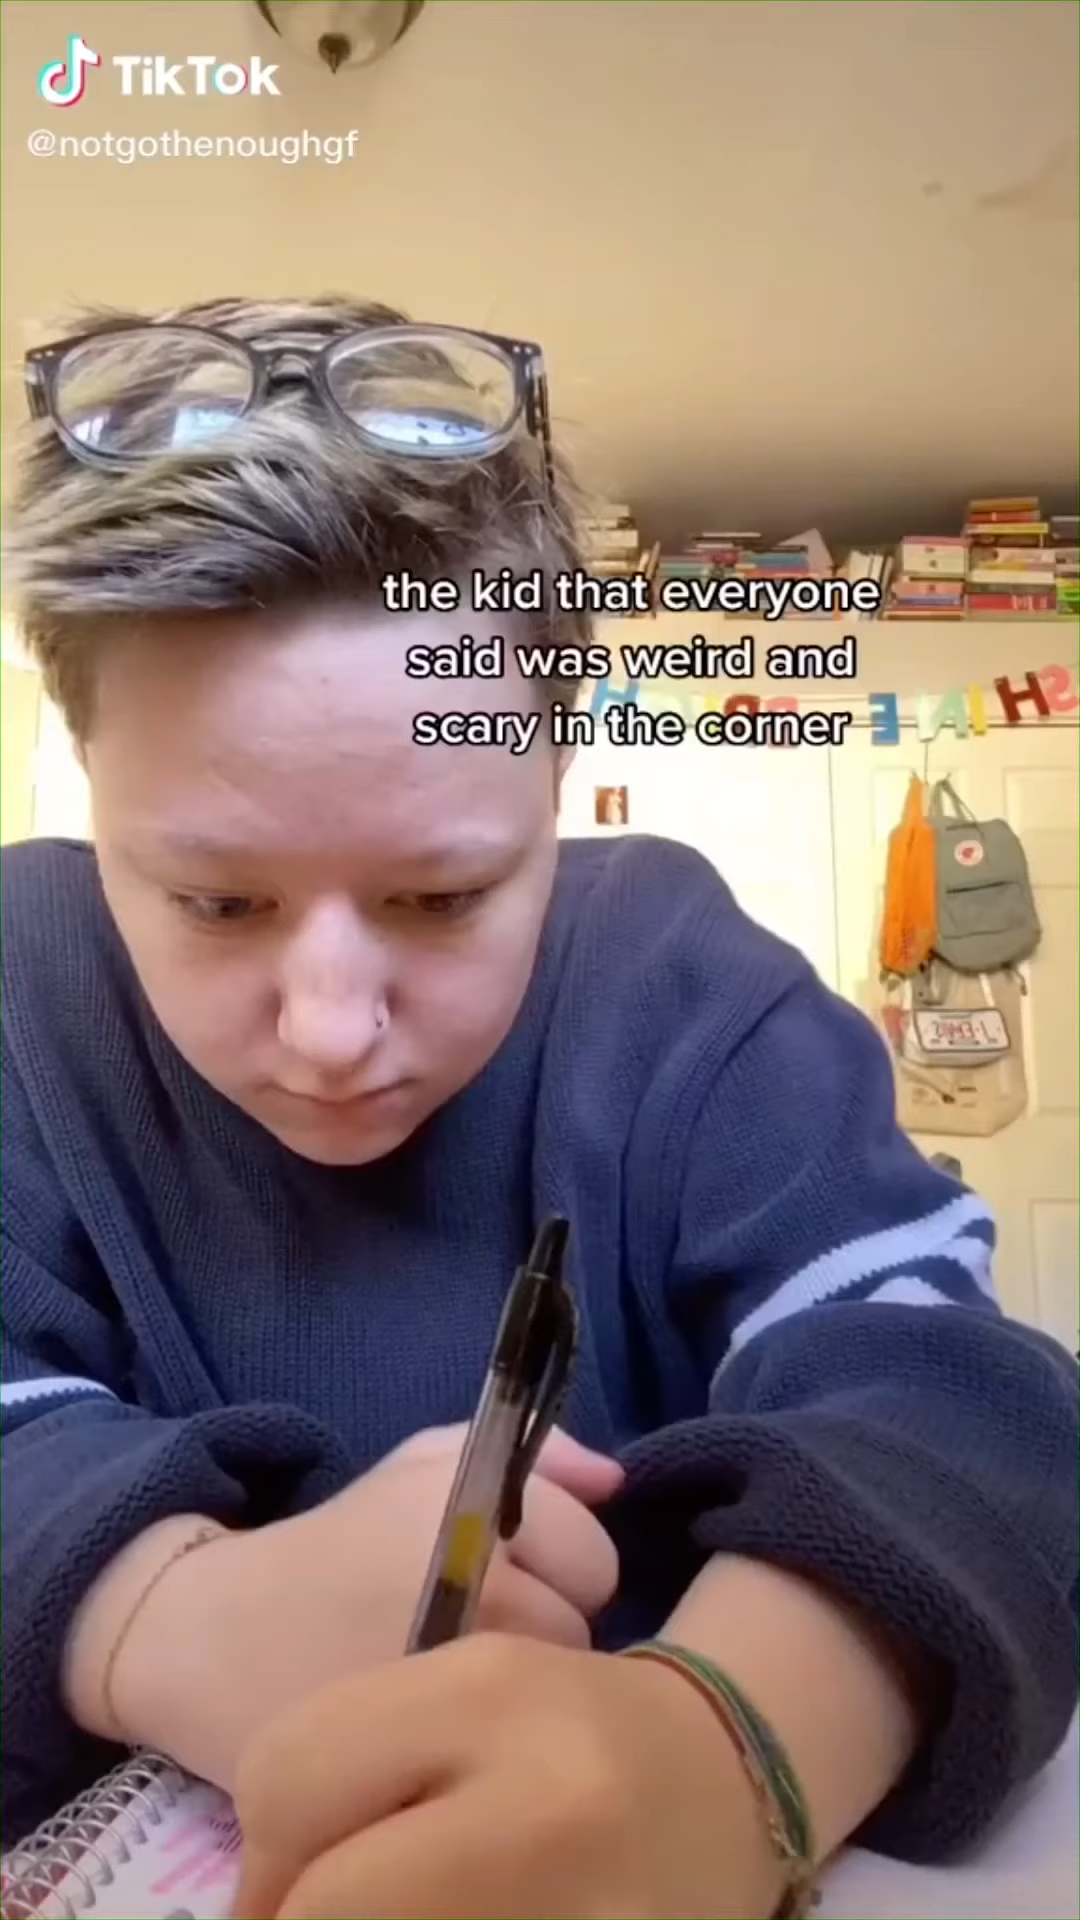 TikTok
@notgothenoughgf
the kid that everyone
said was weird and
scary in the corner